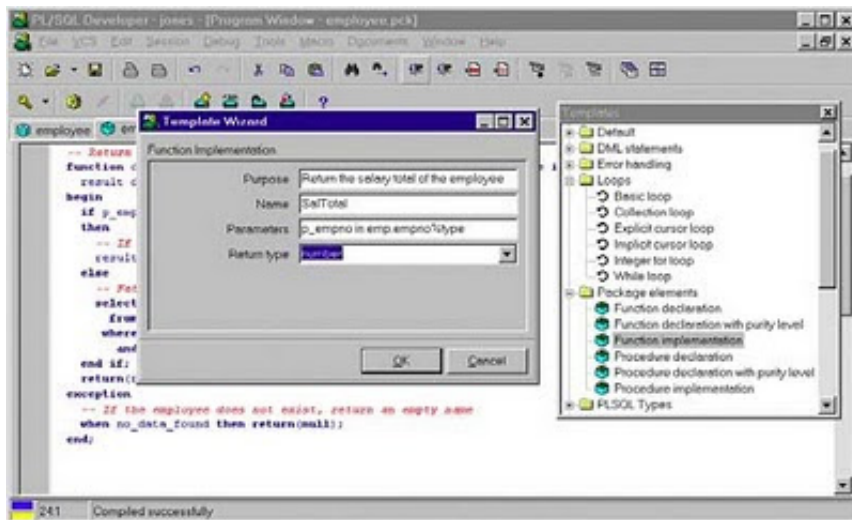 PL/SQL Developer - jones - [Program Window - employee.pck]
File VCS Edit Session Debug Tools Macro Documents Window Help
employee
Template Wizard
Function Implementation
Purpose Return the salary total of the employee
Name SalTotal
Parameters p_empno in emp.empno%type
Return type number
OK Cancel
Templates
Default
DML statements
Error handling
Loops
Basic loop
Collection loop
Explicit cursor loop
Implicit cursor loop
Integer for loop
While loop
Package elements
Function declaration
Function declaration with purity level
Function implementation
Procedure declaration
Procedure declaration with purity level
Procedure implementation
PLSQL Types
-- Return
function
begin
if
then
-- If
result
else
select
from
where
and
end if;
exception
-- If the employee does not exist, return an empty name
when no_data_found then return(null);
end;
24:1 Compiled successfully